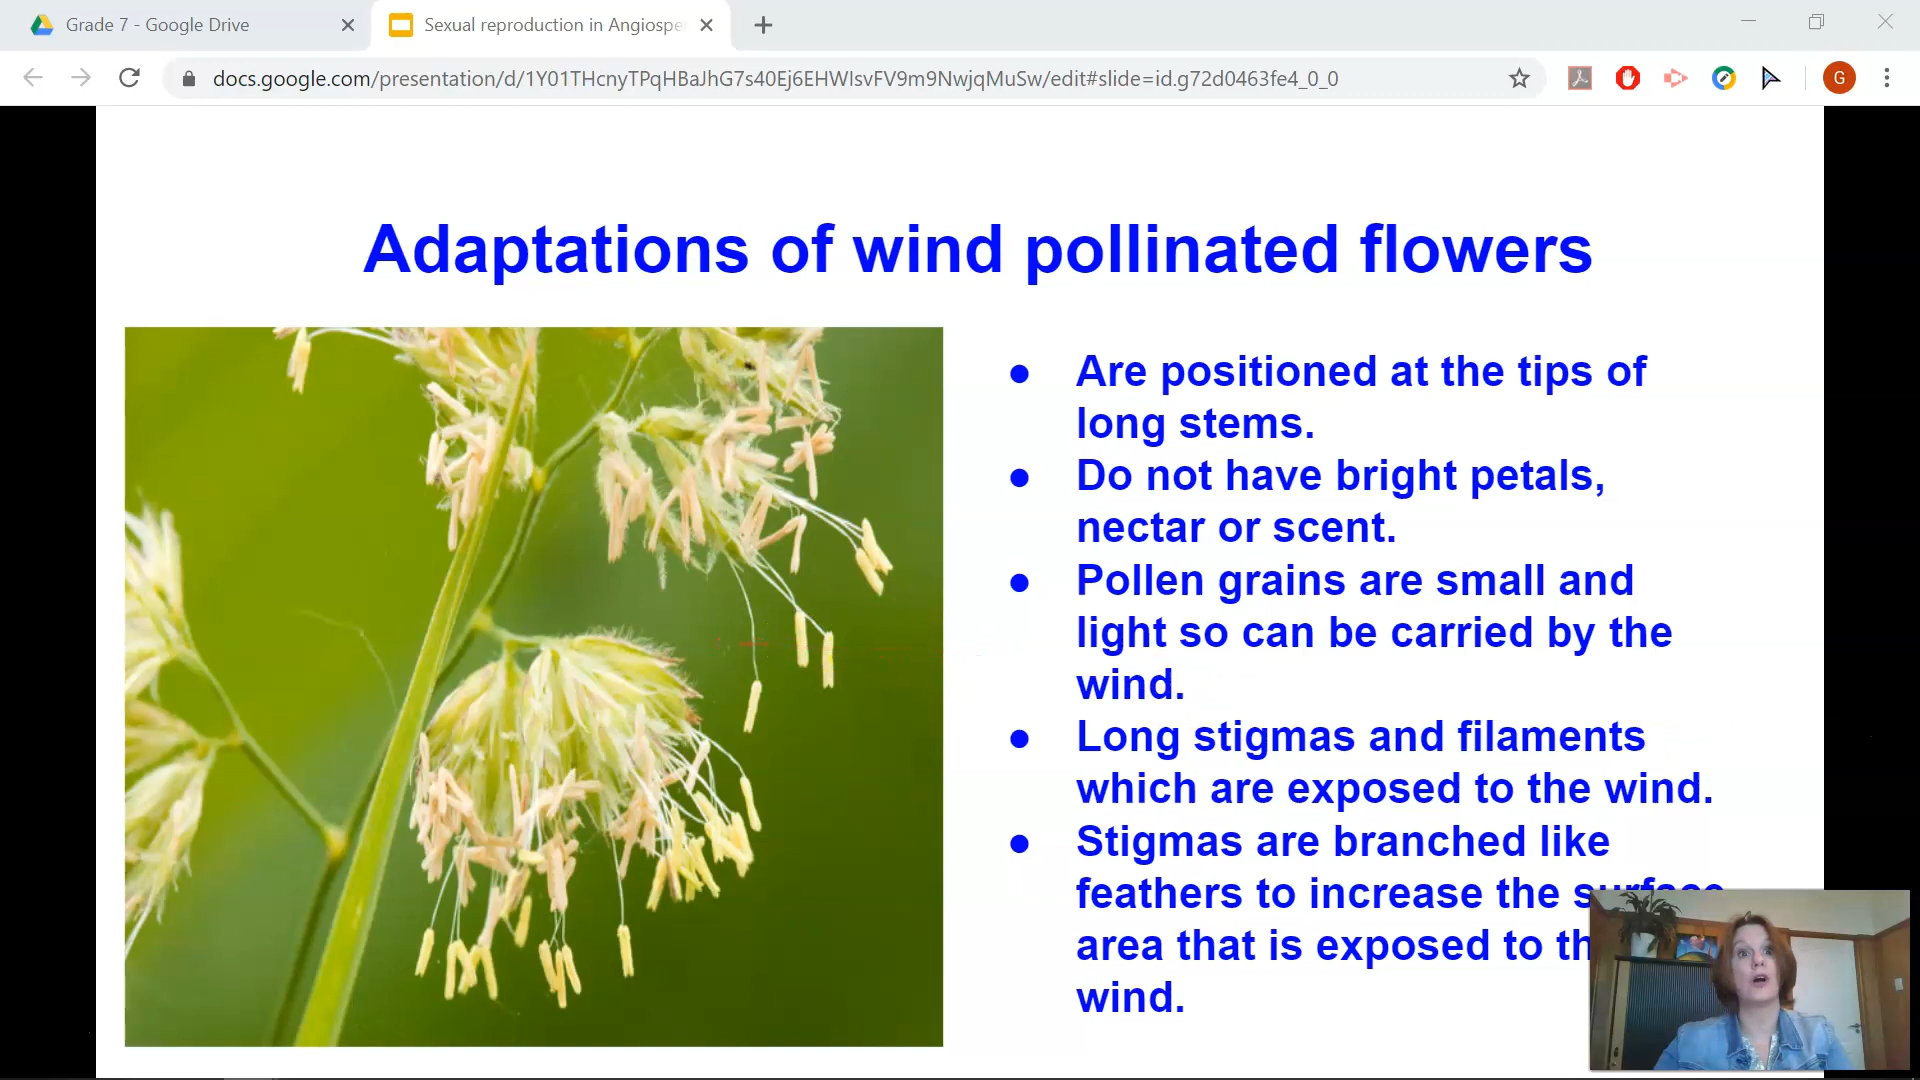 Grade 7 - Google Drive
Sexual reproduction in Angiospe
docs.google.com/presentation/d/1Y01THcnyTPqHBaJhG7s40Ej6EHWIsvFV9m9NwjqMuSw/edit#slide=id.g72d0463fe4_0_0
G
Adaptations of wind pollinated flowers
● Are positioned at the tips of
long stems.
● Do not have bright petals,
nectar or scent.
● Pollen grains are small and
light so can be carried by the
wind.
● Long stigmas and filaments
which are exposed to the wind.
● Stigmas are branched like
feathers to increase the surface
area that is exposed to th
wind.